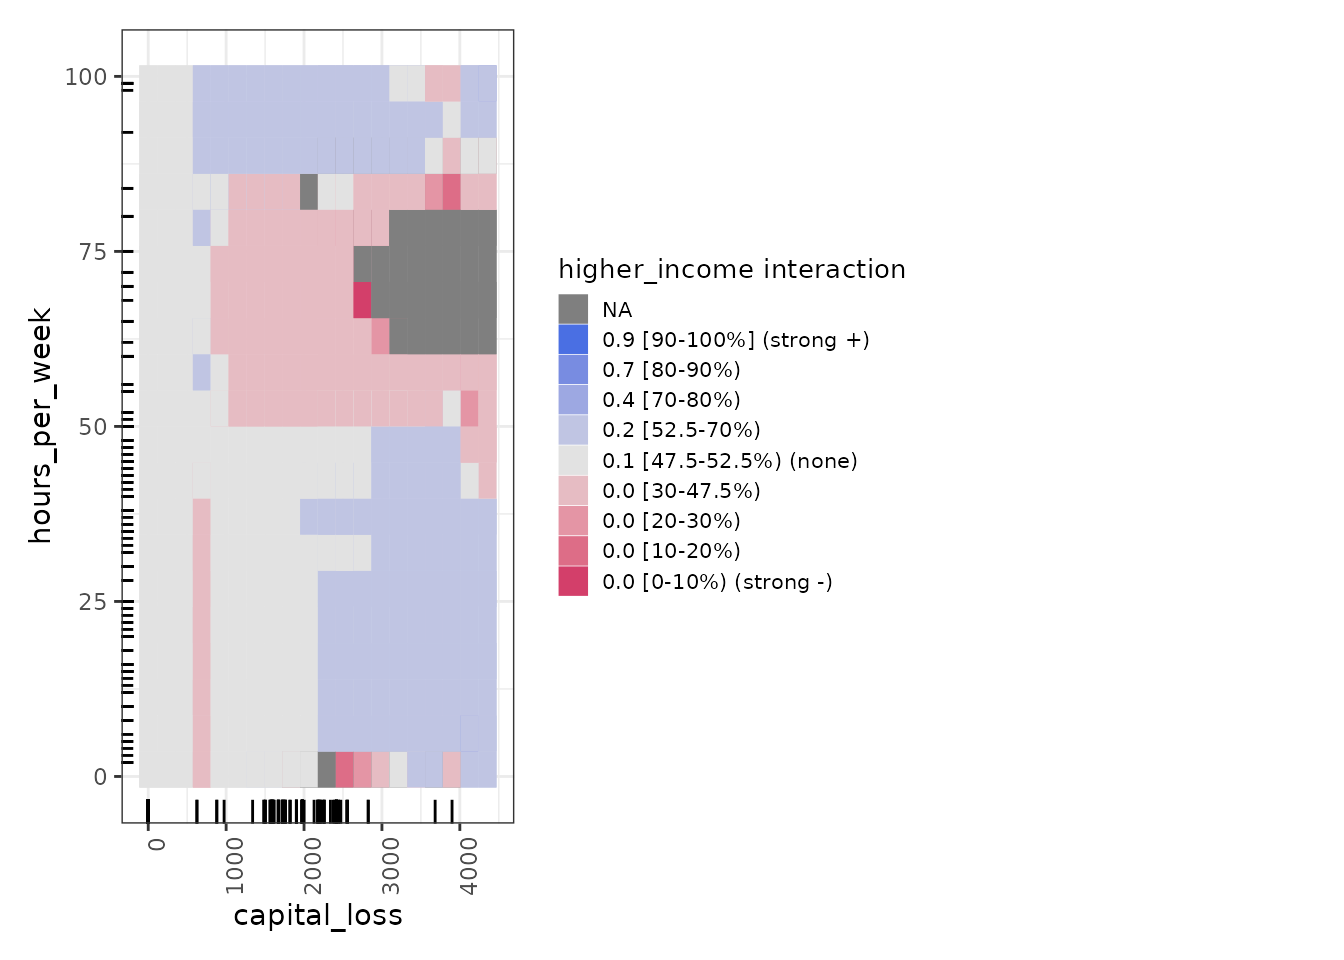 100
75
50
25
0
hours_per_week
0
1000
2000
3000
4000
capital_loss
higher_income interaction
NA
0.9 [90-100%] (strong +)
0.7 [80-90%)
0.4 [70-80%)
0.2 [52.5-70%)
0.1 [47.5-52.5%) (none)
0.0 [30-47.5%)
0.0 [20-30%)
0.0 [10-20%)
0.0 [0-10%) (strong -)